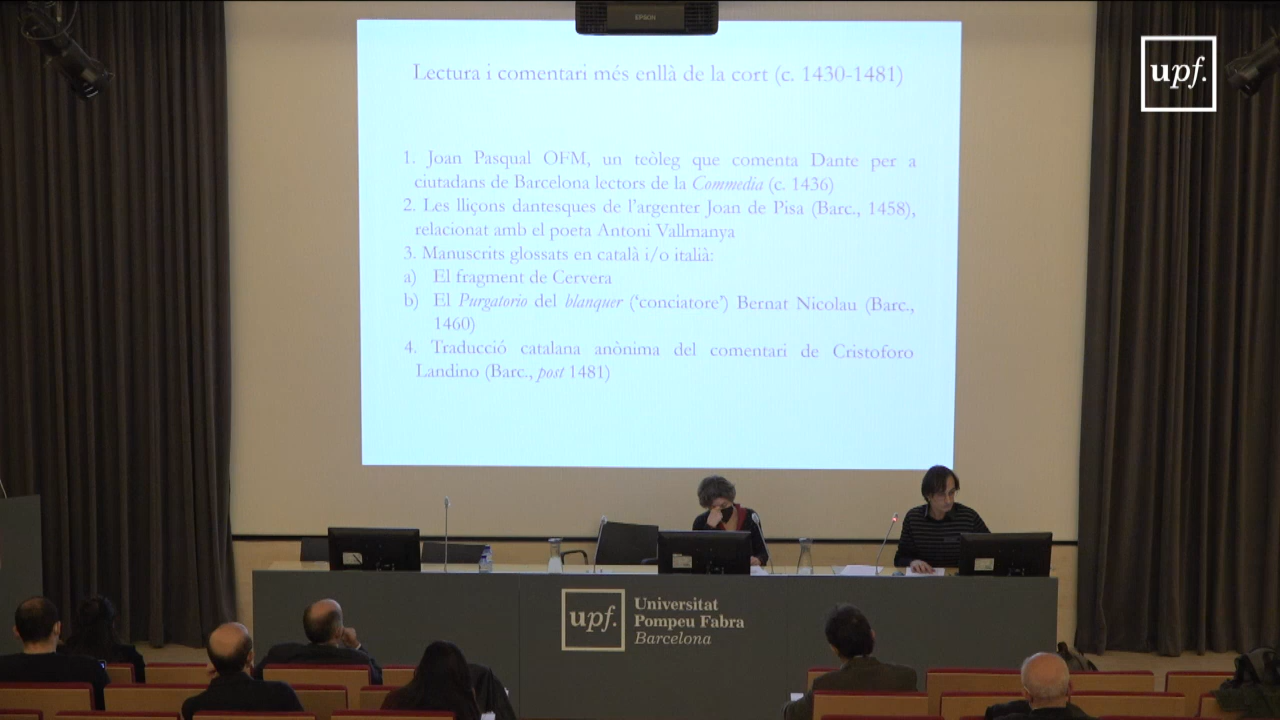 EPSON
upf.
Lectura i comentari més enllà de la cort (c. 1430-1481)
1. Joan Pasqual OFM, un teòleg que comenta Dante per a
ciutadans de Barcelona lectors de la Commedia (c. 1436)
2. Les lliçons dantesques de l'argenter Joan de Pisa (Barc., 1458),
relacionat amb el poeta Antoni Vallmanya
3. Manuscrits glossats en català i/o italià:
a) El fragment de Cervera
b) El Purgatorio del blanquer (‘conciatore’) Bernat Nicolau (Barc.,
1460)
4. Traducció catalana anònima del comentari de Cristoforo
Landino (Barc., post 1481)
upf.
Universitat
Pompeu Fabra
Barcelona